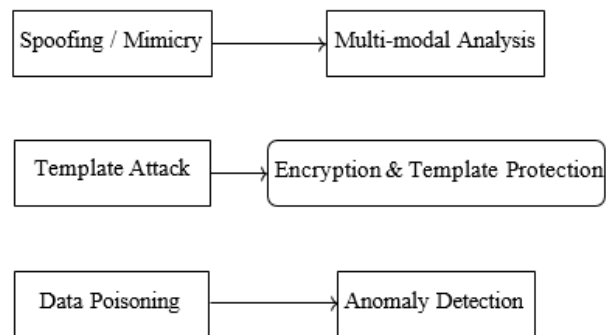 Spoofing / Mimicry
Multi-modal Analysis
Template Attack
Encryption & Template Protection
Data Poisoning
Anomaly Detection